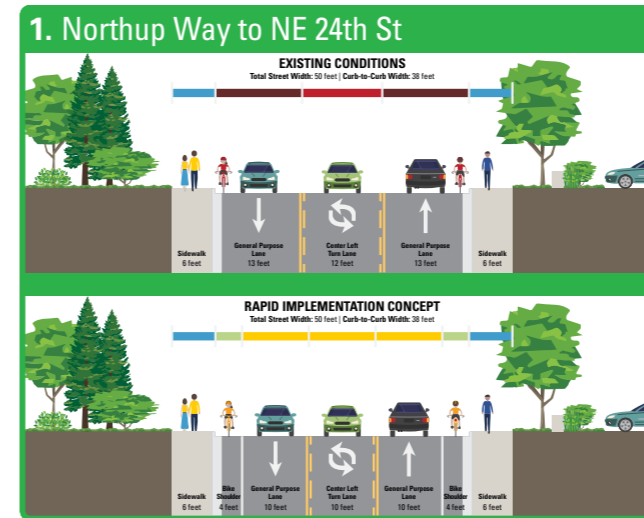 1. Northup Way to NE 24th St
EXISTING CONDITIONS
Total Street Width: 50 feet | Curb-to-Curb Width: 38 feet
Sidewalk
6 feet
General Purpose
Lane
13 feet
Center Left
Turn Lane
12 feet
General Purpose
Lane
13 feet
Sidewalk
6 feet
RAPID IMPLEMENTATION CONCEPT
Total Street Width: 50 feet | Curb-to-Curb Width: 38 feet
Sidewalk
6 feet
Bike
Shoulder
4 feet
General Purpose
Lane
10 feet
Center Left
Turn Lane
10 feet
General Purpose
Lane
10 feet
Bike
Shoulder
4 feet
Sidewalk
6 feet